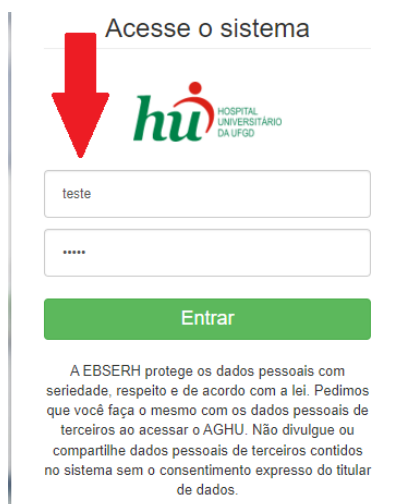 Acesse o sistema
hu HOSPITAL
UNIVERSITÁRIO
DA UFGD
teste
•••••
Entrar
A EBSERH protege os dados pessoais com
seriedade, respeito e de acordo com a lei. Pedimos
que você faça o mesmo com os dados pessoais de
terceiros ao acessar o AGHU. Não divulgue ou
compartilhe dados pessoais de terceiros contidos
no sistema sem o consentimento expresso do titular
de dados.